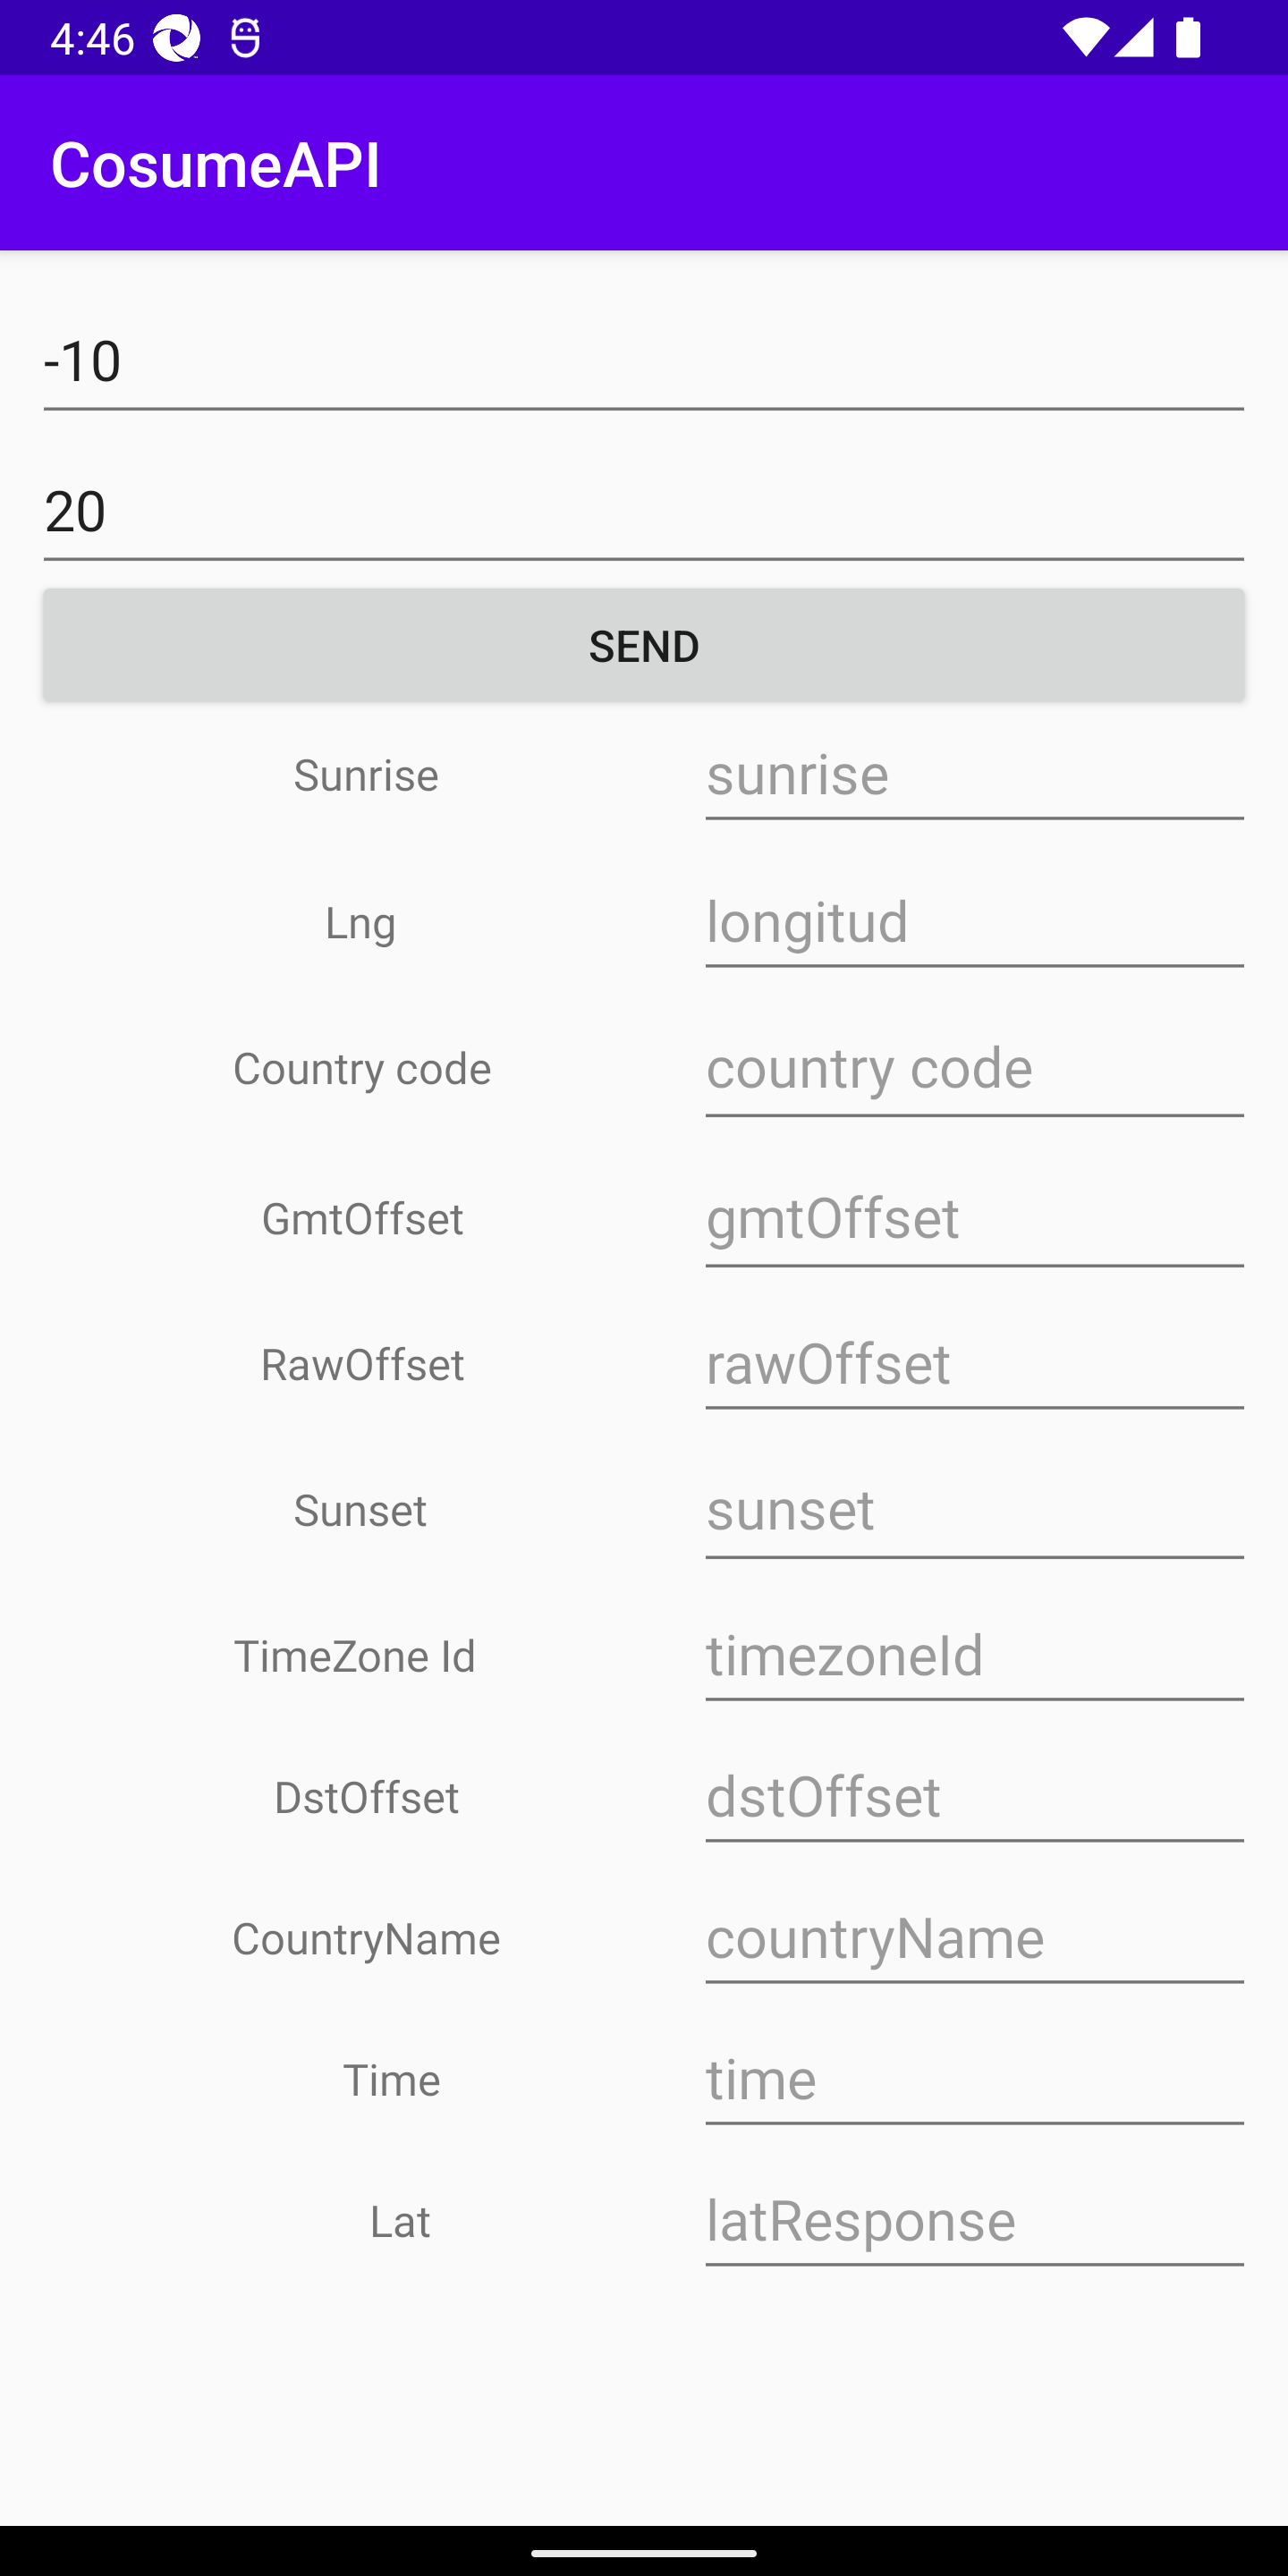 4:46
CosumeAPI
-10
20
SEND
Sunrise sunrise
Lng longitud
Country code country code
GmtOffset gmtOffset
RawOffset rawOffset
Sunset sunset
TimeZone Id timezoneId
DstOffset dstOffset
CountryName countryName
Time time
Lat latResponse